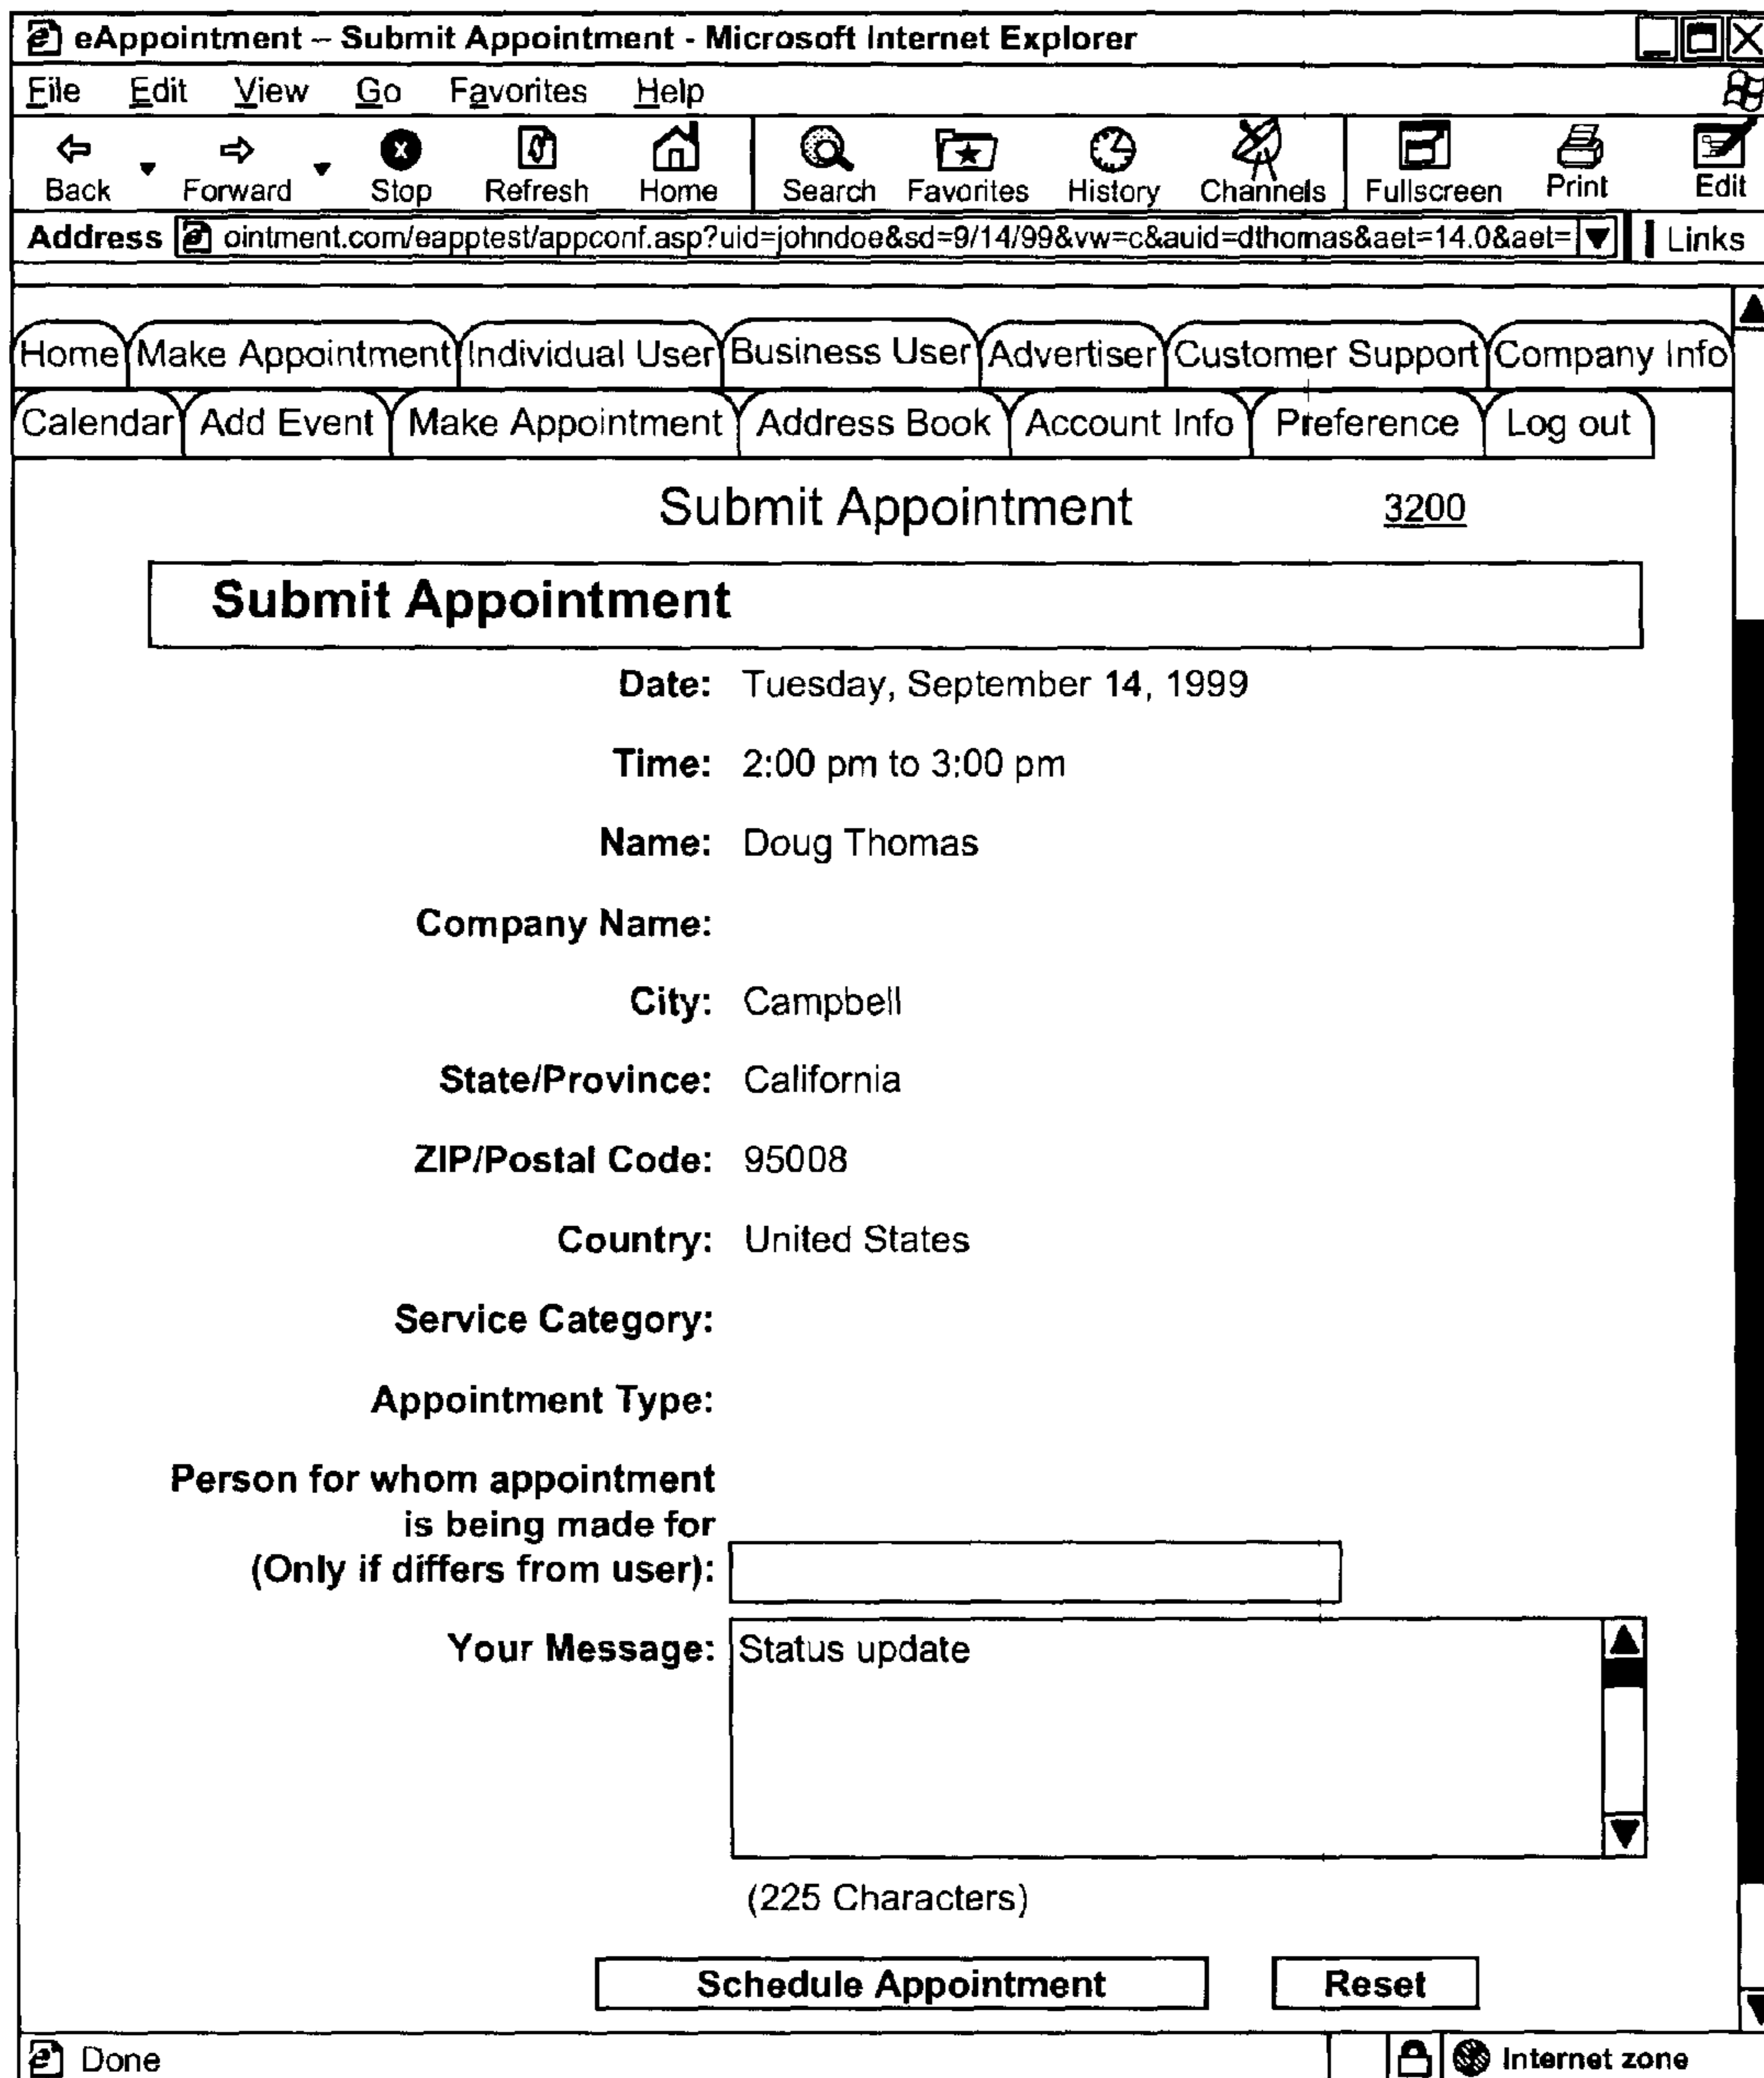 eAppointment – Submit Appointment - Microsoft Internet Explorer
File Edit View Go Favorites Help
Back Forward Stop Refresh Home Search Favorites History Channels Fullscreen Print Edit
Address ointment.com/eapptest/appconf.asp?uid=johndoe&sd=9/14/99&vw=c&auid=dthomas&aet=14.0&aet= Links
Home Make Appointment Individual User Business User Advertiser Customer Support Company Info
Calendar Add Event Make Appointment Address Book Account Info Preference Log out
Submit Appointment 3200
Submit Appointment
Date: Tuesday, September 14, 1999
Time: 2:00 pm to 3:00 pm
Name: Doug Thomas
Company Name:
City: Campbell
State/Province: California
ZIP/Postal Code: 95008
Country: United States
Service Category:
Appointment Type:
Person for whom appointment
is being made for
(Only if differs from user):
Your Message: Status update
(225 Characters)
Schedule Appointment Reset
Done Internet zone